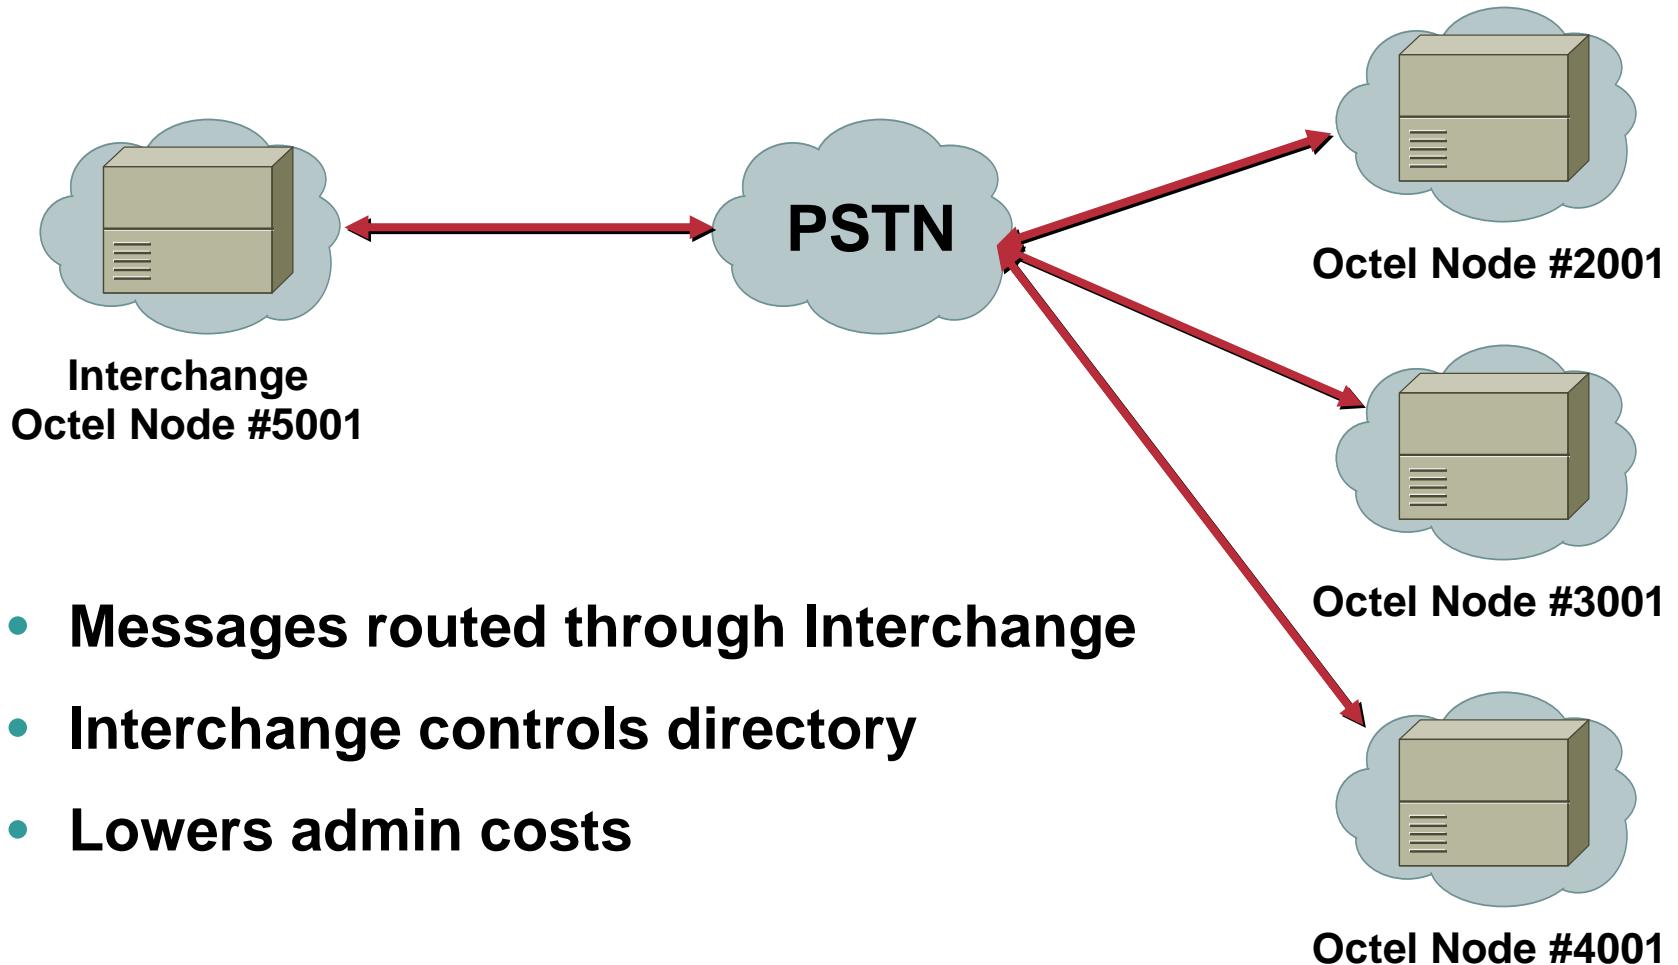 PSTN
Octel Node #2001
Interchange
Octel Node #5001
Octel Node #3001
• Messages routed through Interchange
• Interchange controls directory
• Lowers admin costs
Octel Node #4001